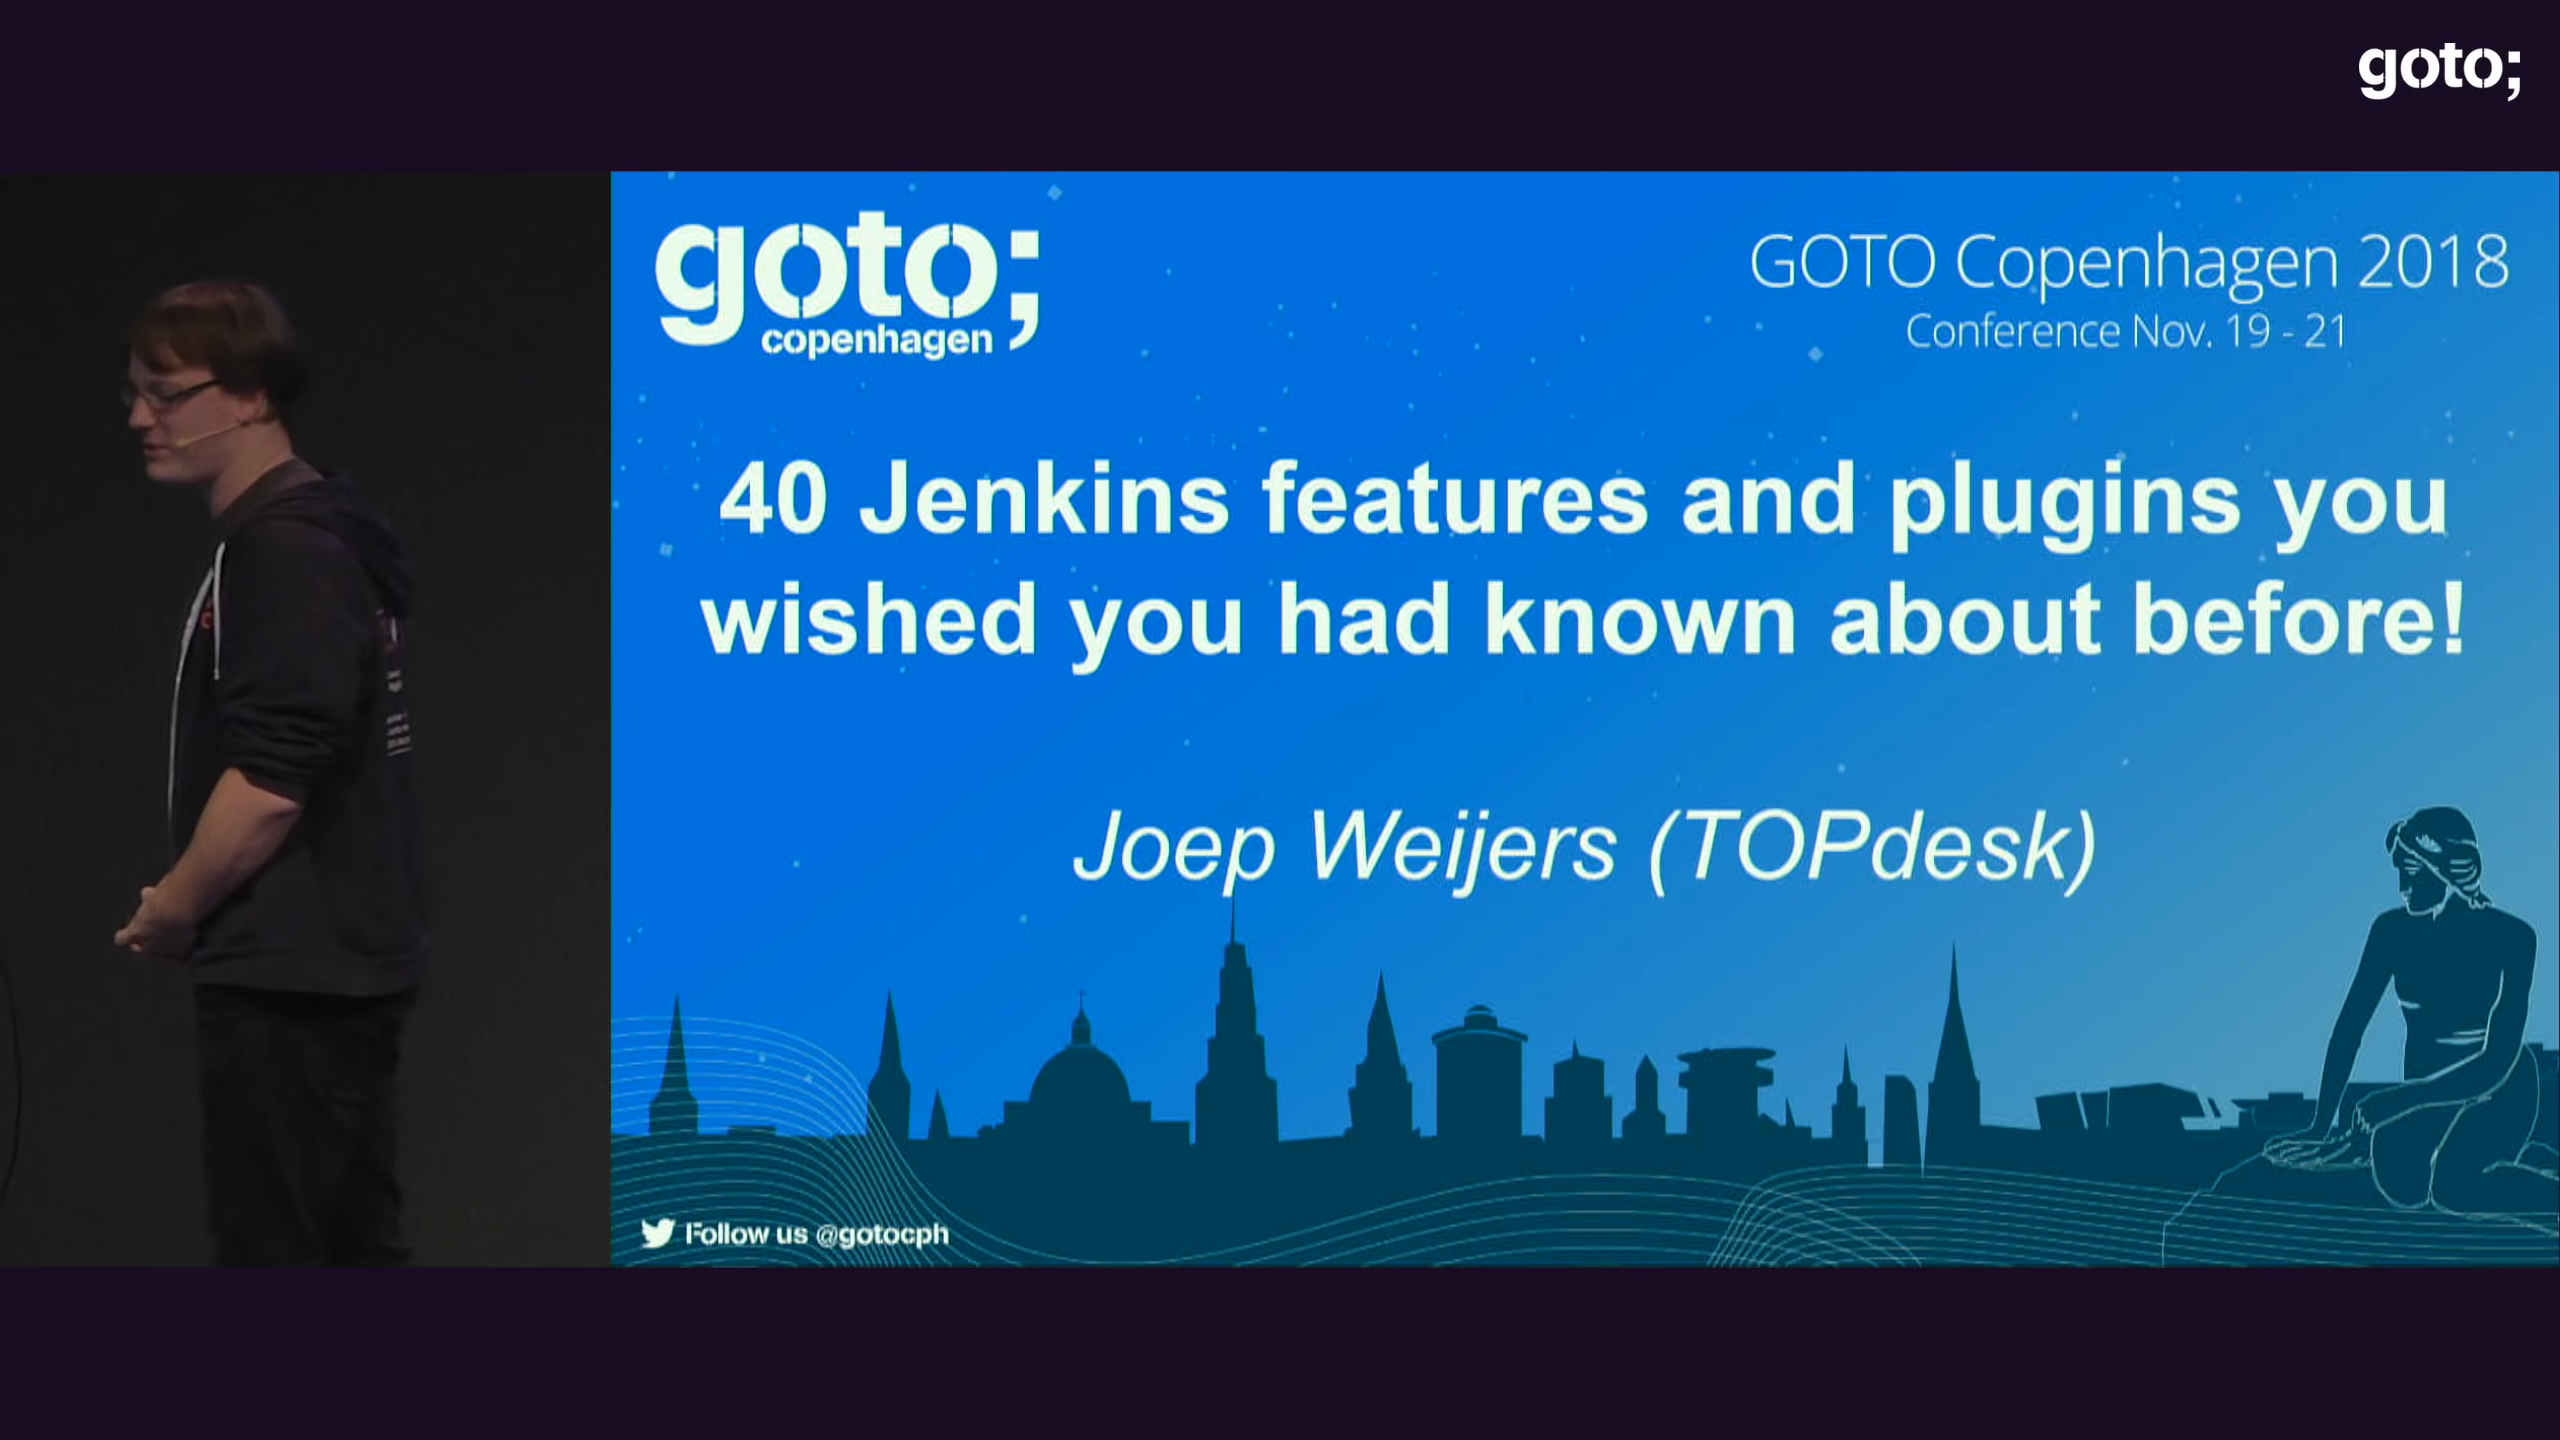 goto;
goto;
copenhagen
GOTO Copenhagen 2018
Conference Nov. 19 - 21
40 Jenkins features and plugins you
wished you had known about before!
Joep Weijers (TOPdesk)
Follow us @gotocph